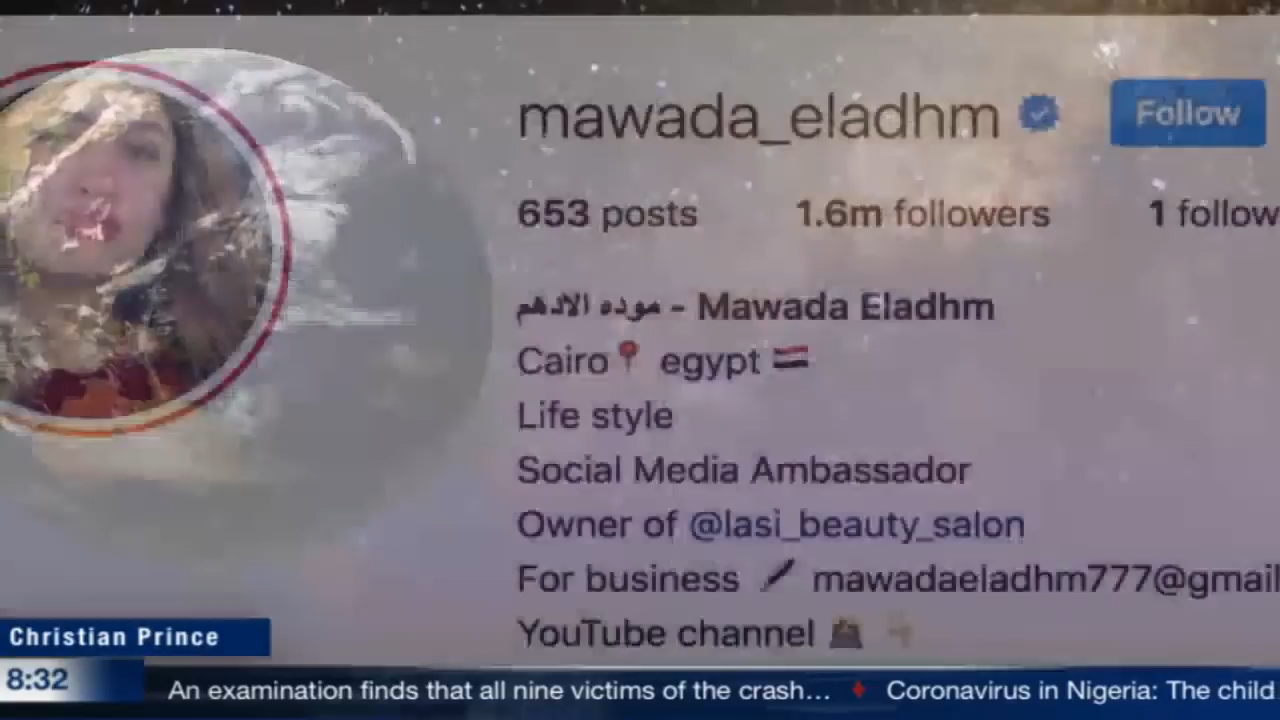 mawada_eladhm
Follow
653 posts 1.6m followers 1 follow
موده الادهم - Mawada Eladhm
Cairo📍 egypt 🇪🇬
Life style
Social Media Ambassador
Owner of @lasi_beauty_salon
For business mawadaeladhm777@gmail
YouTube channel
Christian Prince
8:32
An examination finds that all nine victims of the crash... ♦ Coronavirus in Nigeria: The child